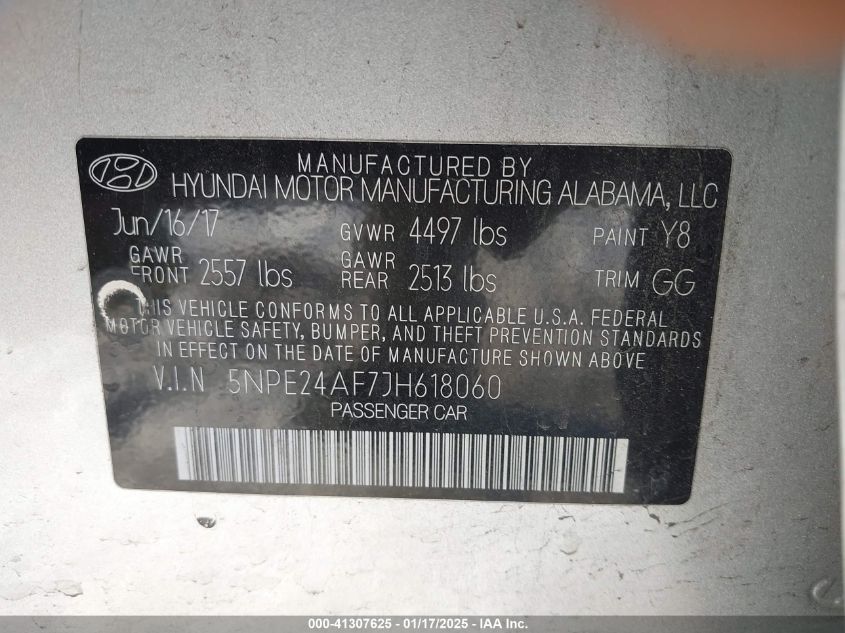 MANUFACTURED BY
HYUNDAI MOTOR MANUFACTURING ALABAMA, LLC
Jun/16/17 GVWR 4497 lbs PAINT Y8
GAWR FRONT 2557 lbs GAWR REAR 2513 lbs TRIM GG
THIS VEHICLE CONFORMS TO ALL APPLICABLE U.S.A. FEDERAL
MOTOR VEHICLE SAFETY, BUMPER, AND THEFT PREVENTION STANDARDS
IN EFFECT ON THE DATE OF MANUFACTURE SHOWN ABOVE
V.I.N 5NPE24AF7JH618060
PASSENGER CAR
000-41307625 - 01/17/2025 - IAA Inc.